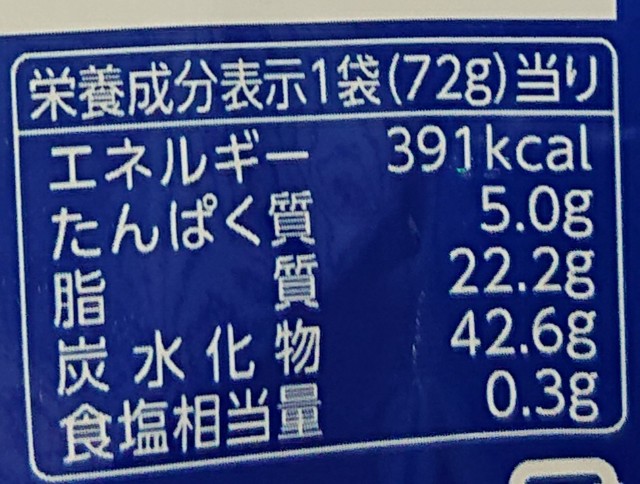 栄養成分表示1袋(72g)当り
エネルギー 391kcal
たんぱく質 5.0g
脂質 22.2g
炭水化物 42.6g
食塩相当量 0.3g